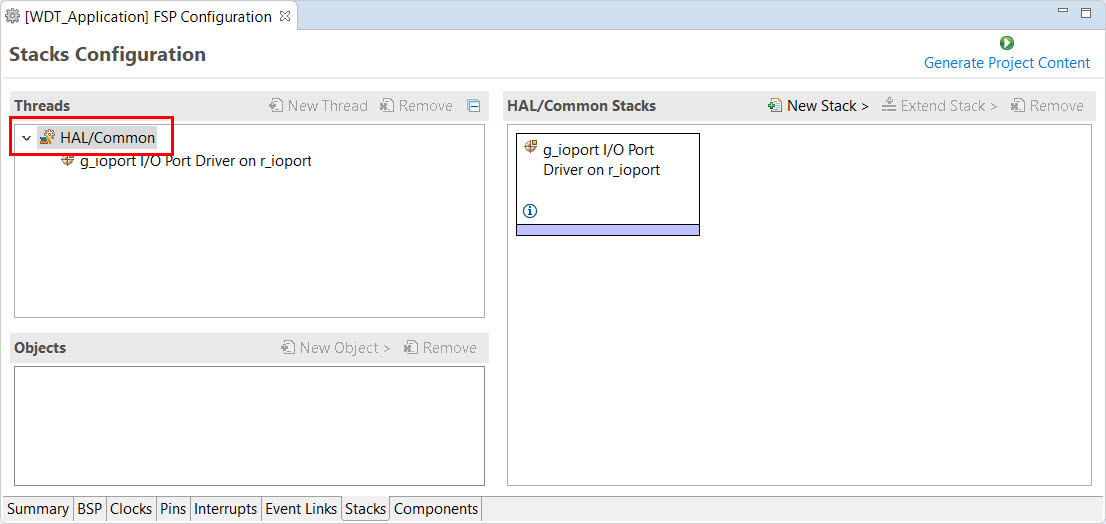 [WDT_Application] FSP Configuration
Stacks Configuration
Generate Project Content
Threads
New Thread
Remove
HAL/Common
g_ioport I/O Port Driver on r_ioport
Objects
New Object >
Remove
HAL/Common Stacks
New Stack >
Extend Stack >
Remove
g_ioport I/O Port
Driver on r_ioport
Summary BSP Clocks Pins Interrupts Event Links Stacks Components